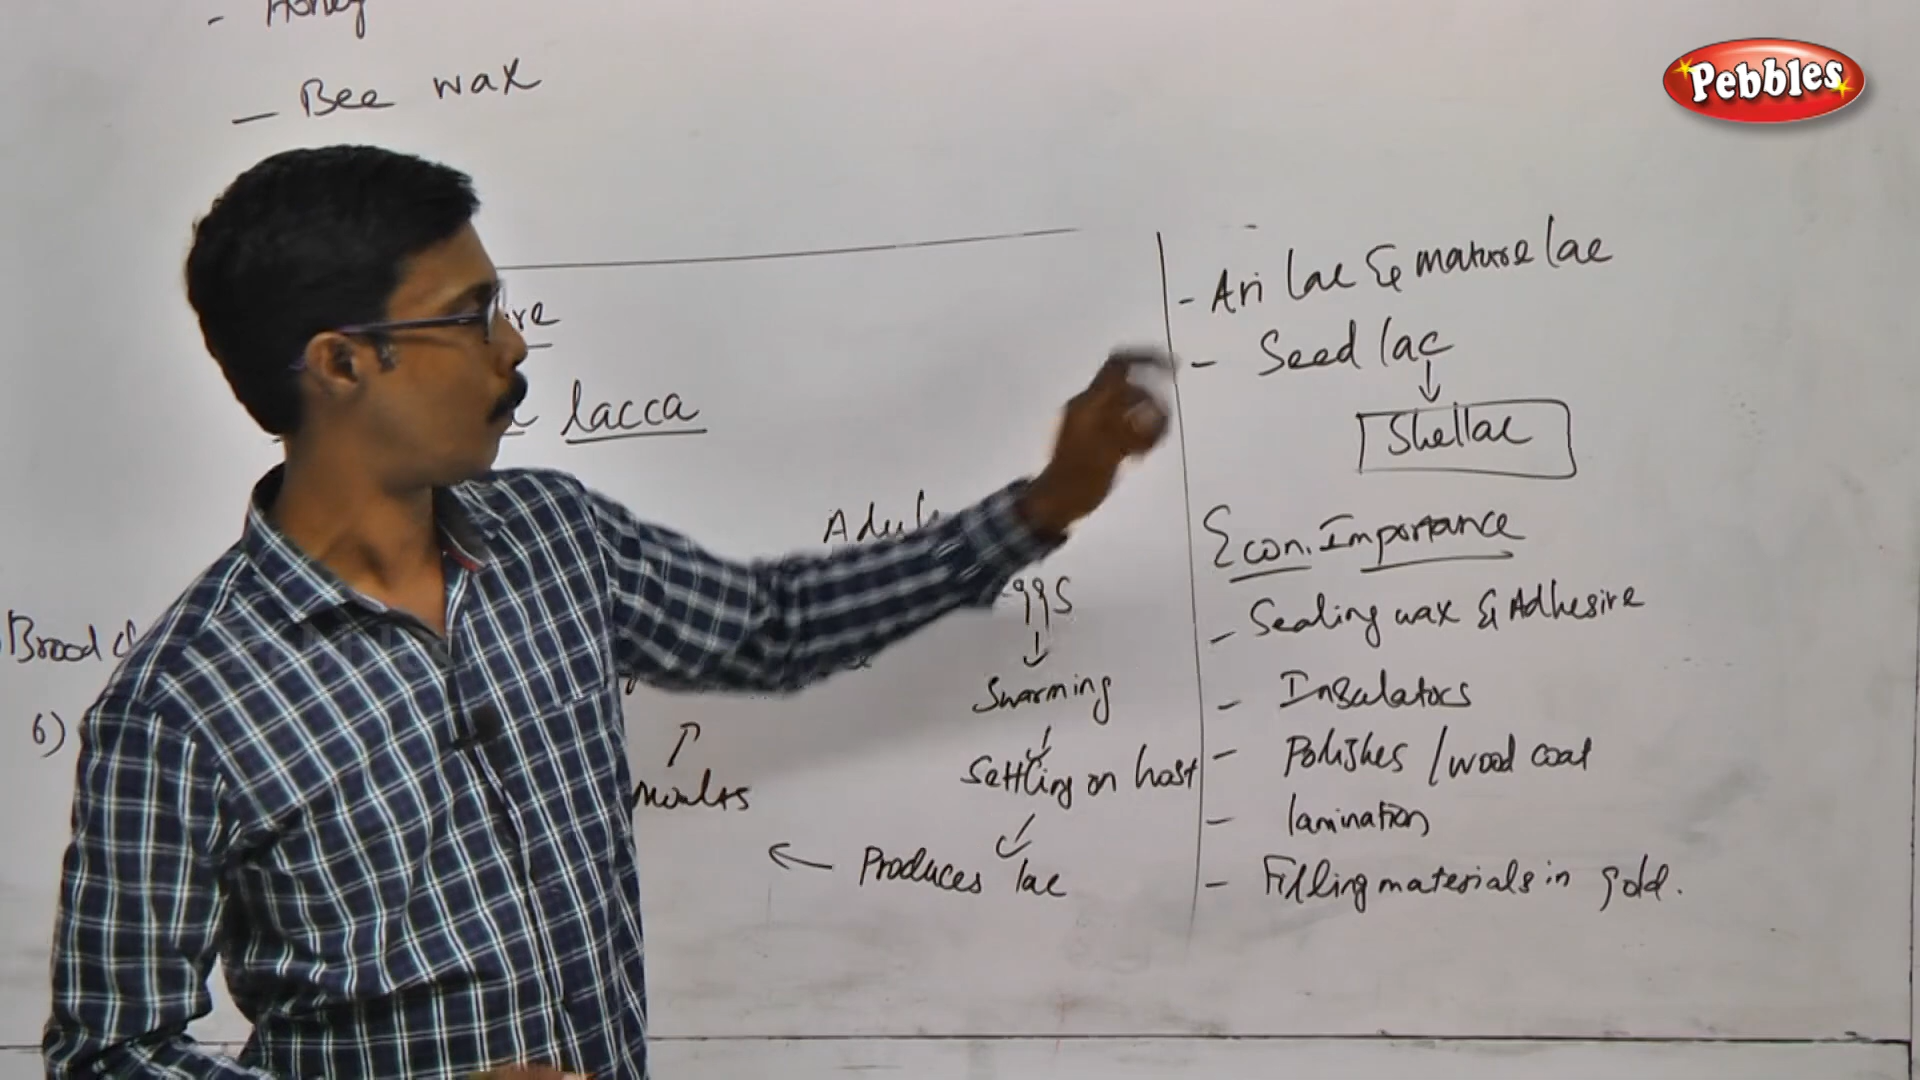 - Honey
- Bee wax
Pebbles
lacca
Brood
6)
Adul
ggs
↓
Swarming
↓
Settling on host
↓
Produces lac
←
↑
moults
- Ari lac & mature lac
- Seed lac
↓
Shellac
Econ. Importance
- Sealing wax & Adhesive
- Insulators
- Polishes / wood coat
- lamination
- Filling materials in gold.